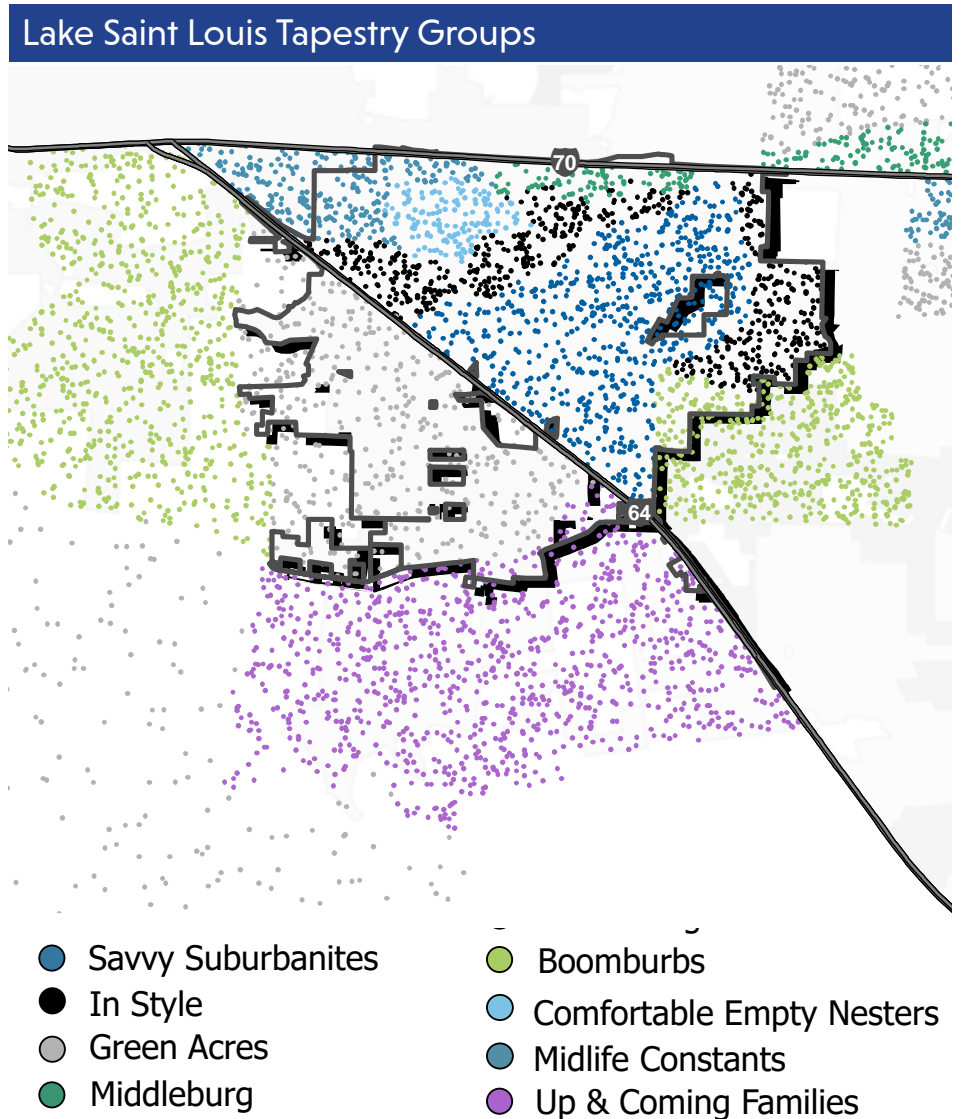 Lake Saint Louis Tapestry Groups
70
64
Savvy Suburbanites
In Style
Green Acres
Middleburg
Boomburbs
Comfortable Empty Nesters
Midlife Constants
Up & Coming Families